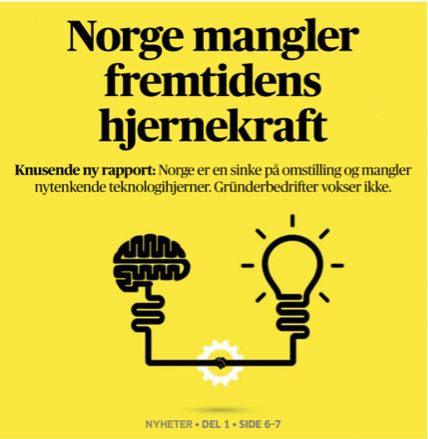 Norge mangler
fremtidens
hjernekraft
Knusende ny rapport: Norge er en sinke på omstilling og mangler
nytenkende teknologihjerner. Gründerbedrifter vokser ikke.
NYHETER • DEL 1 • SIDE 6–7